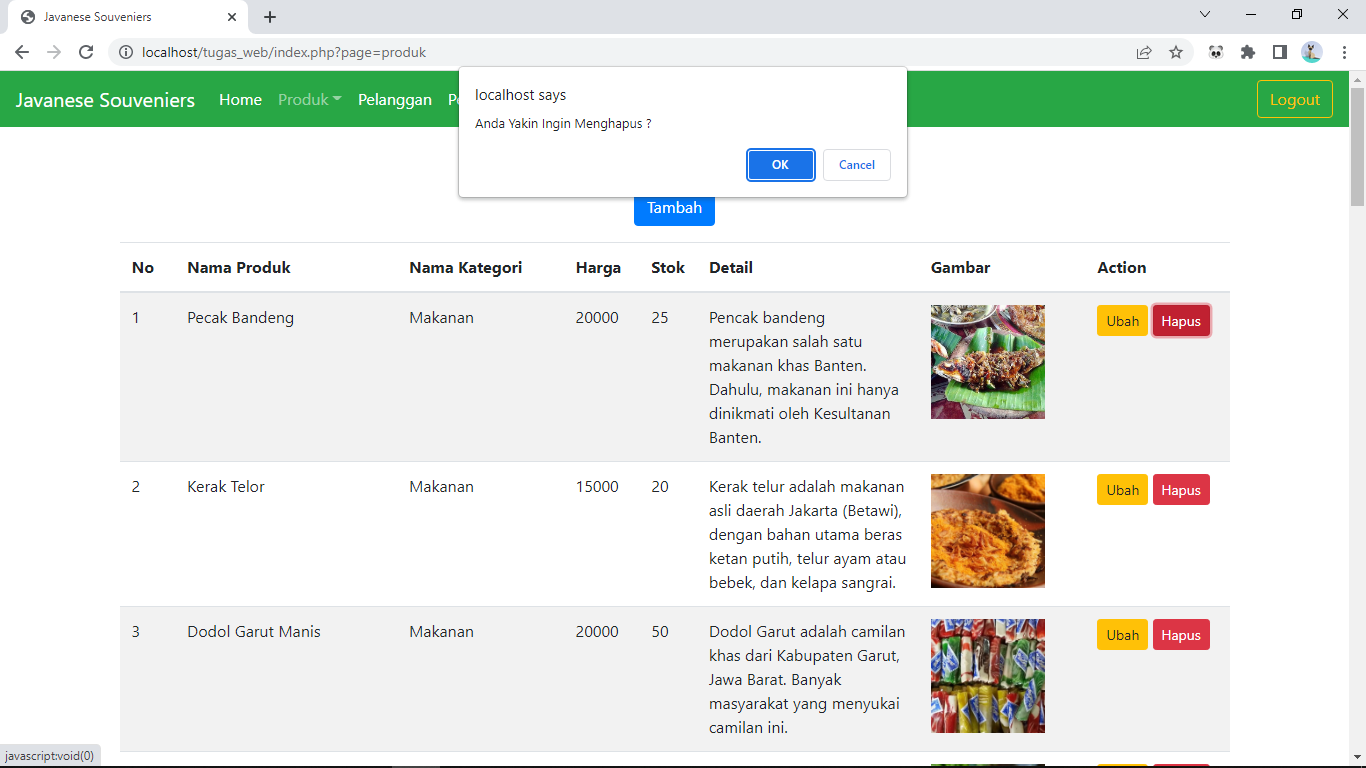 Javanese Souveniers
localhost/tugas_web/index.php?page=produk
Javanese Souveniers Home Produk Pelanggan Logout
localhost says
Anda Yakin Ingin Menghapus ?
OK Cancel
Tambah
No Nama Produk Nama Kategori Harga Stok Detail Gambar Action
1 Pecak Bandeng Makanan 20000 25 Pencak bandeng Ubah Hapus
merupakan salah satu
makanan khas Banten.
Dahulu, makanan ini hanya
dinikmati oleh Kesultanan
Banten.
2 Kerak Telor Makanan 15000 20 Kerak telur adalah makanan Ubah Hapus
asli daerah Jakarta (Betawi),
dengan bahan utama beras
ketan putih, telur ayam atau
bebek, dan kelapa sangrai.
3 Dodol Garut Manis Makanan 20000 50 Dodol Garut adalah camilan Ubah Hapus
khas dari Kabupaten Garut,
Jawa Barat. Banyak
masyarakat yang menyukai
camilan ini.
javascript:void(0)